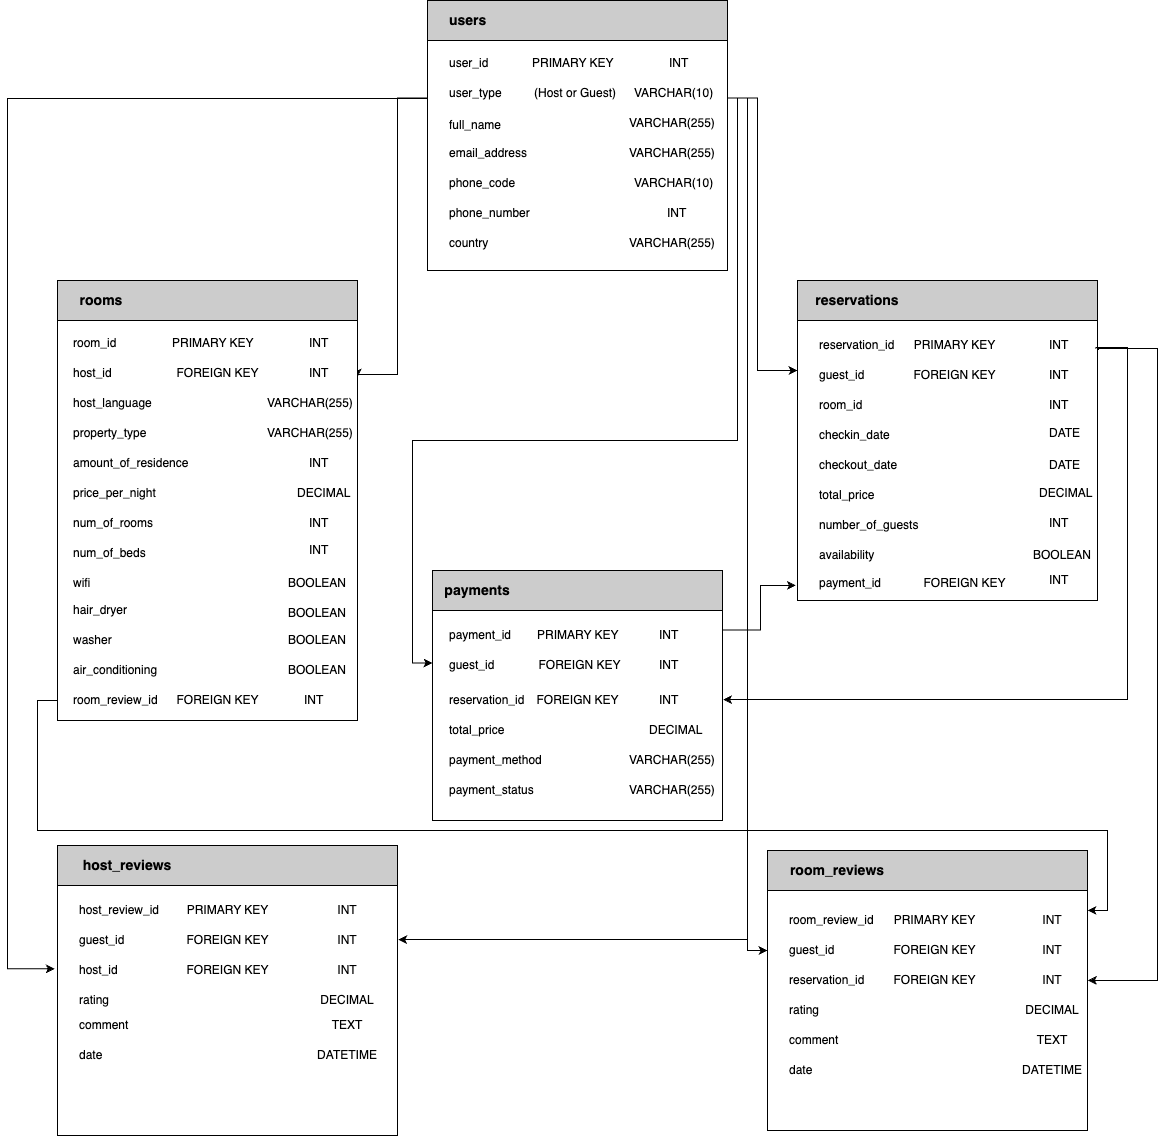 users
user_id PRIMARY KEY INT
user_type (Host or Guest) VARCHAR(10)
full_name VARCHAR(255)
email_address VARCHAR(255)
phone_code VARCHAR(10)
phone_number INT
country VARCHAR(255)
rooms
room_id PRIMARY KEY INT
host_id FOREIGN KEY INT
host_language VARCHAR(255)
property_type VARCHAR(255)
amount_of_residence INT
price_per_night DECIMAL
num_of_rooms INT
num_of_beds INT
wifi BOOLEAN
hair_dryer BOOLEAN
washer BOOLEAN
air_conditioning BOOLEAN
room_review_id FOREIGN KEY INT
reservations
reservation_id PRIMARY KEY INT
guest_id FOREIGN KEY INT
room_id INT
checkin_date DATE
checkout_date DATE
total_price DECIMAL
number_of_guests INT
availability BOOLEAN
payment_id FOREIGN KEY INT
payments
payment_id PRIMARY KEY INT
guest_id FOREIGN KEY INT
reservation_id FOREIGN KEY INT
total_price DECIMAL
payment_method VARCHAR(255)
payment_status VARCHAR(255)
host_reviews
host_review_id PRIMARY KEY INT
guest_id FOREIGN KEY INT
host_id FOREIGN KEY INT
rating DECIMAL
comment TEXT
date DATETIME
room_reviews
room_review_id PRIMARY KEY INT
guest_id FOREIGN KEY INT
reservation_id FOREIGN KEY INT
rating DECIMAL
comment TEXT
date DATETIME